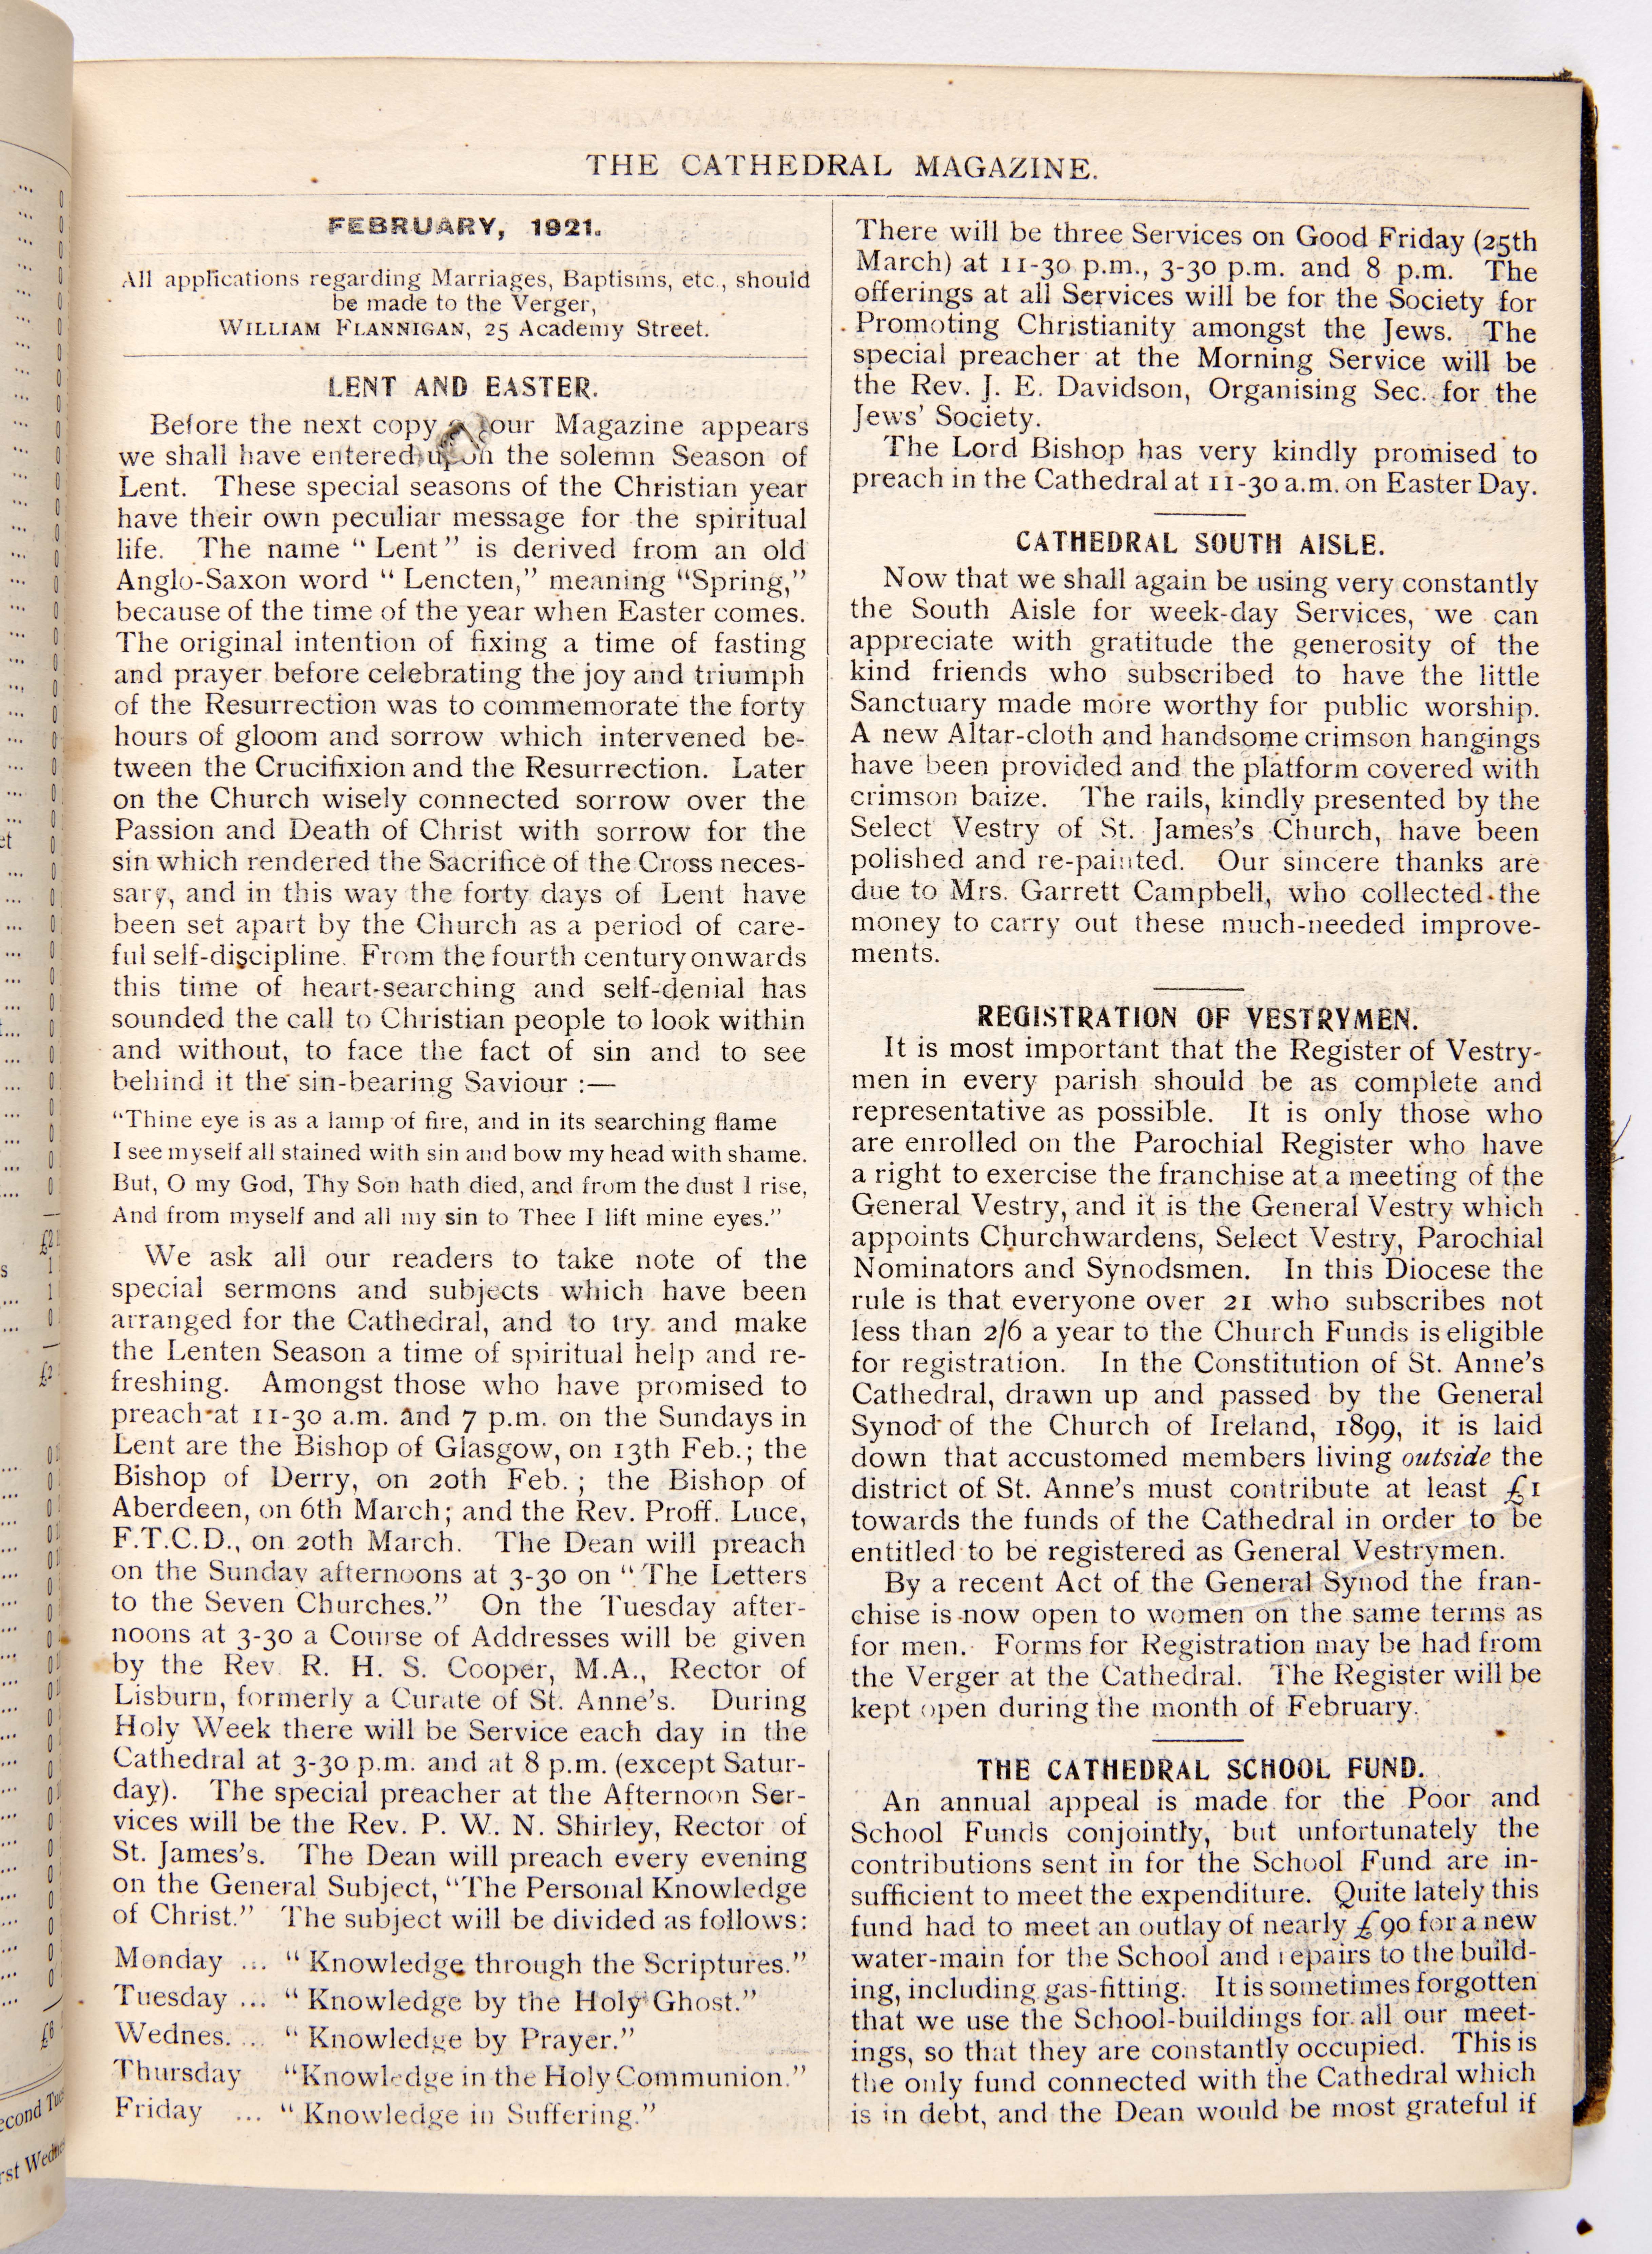 THE CATHEDRAL MAGAZINE.
FEBRUARY, 1921.
All applications regarding Marriages, Baptisms, etc., should
be made to the Verger,
WILLIAM FLANNIGAN, 25 Academy Street.
LENT AND EASTER.
Before the next copy our Magazine appears
we shall have entered upon the solemn Season of
Lent. These special seasons of the Christian year
have their own peculiar message for the spiritual
life. The name "Lent" is derived from an old
Anglo-Saxon word "Lencten," meaning "Spring,"
because of the time of the year when Easter comes.
The original intention of fixing a time of fasting
and prayer before celebrating the joy and triumph
of the Resurrection was to commemorate the forty
hours of gloom and sorrow which intervened be-
tween the Crucifixion and the Resurrection. Later
on the Church wisely connected sorrow over the
Passion and Death of Christ with sorrow for the
sin which rendered the Sacrifice of the Cross neces-
sary, and in this way the forty days of Lent have
been set apart by the Church as a period of care-
ful self-discipline. From the fourth century onwards
this time of heart-searching and self-denial has
sounded the call to Christian people to look within
and without, to face the fact of sin and to see
behind it the sin-bearing Saviour :—
"Thine eye is as a lamp of fire, and in its searching flame
I see myself all stained with sin and bow my head with shame.
But, O my God, Thy Son hath died, and from the dust I rise,
And from myself and all my sin to Thee I lift mine eyes."
We ask all our readers to take note of the
special sermons and subjects which have been
arranged for the Cathedral, and to try and make
the Lenten Season a time of spiritual help and re-
freshing. Amongst those who have promised to
preach at 11-30 a.m. and 7 p.m. on the Sundays in
Lent are the Bishop of Glasgow, on 13th Feb.; the
Bishop of Derry, on 20th Feb.; the Bishop of
Aberdeen, on 6th March; and the Rev. Proff. Luce,
F.T.C.D., on 20th March. The Dean will preach
on the Sunday afternoons at 3-30 on "The Letters
to the Seven Churches." On the Tuesday after-
noons at 3-30 a Course of Addresses will be given
by the Rev. R. H. S. Cooper, M.A., Rector of
Lisburn, formerly a Curate of St. Anne's. During
Holy Week there will be Service each day in the
Cathedral at 3-30 p.m. and at 8 p.m. (except Satur-
day). The special preacher at the Afternoon Ser-
vices will be the Rev. P. W. N. Shirley, Rector of
St. James's. The Dean will preach every evening
on the General Subject, "The Personal Knowledge
of Christ." The subject will be divided as follows:
Monday ... "Knowledge through the Scriptures."
Tuesday ... "Knowledge by the Holy Ghost."
Wednes. ... "Knowledge by Prayer."
Thursday "Knowledge in the Holy Communion."
Friday ... "Knowledge in Suffering."
There will be three Services on Good Friday (25th
March) at 11-30 p.m., 3-30 p.m. and 8 p.m. The
offerings at all Services will be for the Society for
Promoting Christianity amongst the Jews. The
special preacher at the Morning Service will be
the Rev. J. E. Davidson, Organising Sec. for the
Jews' Society.
The Lord Bishop has very kindly promised to
preach in the Cathedral at 11-30 a.m. on Easter Day.
CATHEDRAL SOUTH AISLE.
Now that we shall again be using very constantly
the South Aisle for week-day Services, we can
appreciate with gratitude the generosity of the
kind friends who subscribed to have the little
Sanctuary made more worthy for public worship.
A new Altar-cloth and handsome crimson hangings
have been provided and the platform covered with
crimson baize. The rails, kindly presented by the
Select Vestry of St. James's Church, have been
polished and re-painted. Our sincere thanks are
due to Mrs. Garrett Campbell, who collected the
money to carry out these much-needed improve-
ments.
REGISTRATION OF VESTRYMEN.
It is most important that the Register of Vestry-
men in every parish should be as complete and
representative as possible. It is only those who
are enrolled on the Parochial Register who have
a right to exercise the franchise at a meeting of the
General Vestry, and it is the General Vestry which
appoints Churchwardens, Select Vestry, Parochial
Nominators and Synodsmen. In this Diocese the
rule is that everyone over 21 who subscribes not
less than 2/6 a year to the Church Funds is eligible
for registration. In the Constitution of St. Anne's
Cathedral, drawn up and passed by the General
Synod of the Church of Ireland, 1899, it is laid
down that accustomed members living outside the
district of St. Anne's must contribute at least £1
towards the funds of the Cathedral in order to be
entitled to be registered as General Vestrymen.
By a recent Act of the General Synod the fran-
chise is now open to women on the same terms as
for men. Forms for Registration may be had from
the Verger at the Cathedral. The Register will be
kept open during the month of February.
THE CATHEDRAL SCHOOL FUND.
An annual appeal is made for the Poor and
School Funds conjointly, but unfortunately the
contributions sent in for the School Fund are in-
sufficient to meet the expenditure. Quite lately this
fund had to meet an outlay of nearly £90 for a new
water-main for the School and repairs to the build-
ing, including gas-fitting. It is sometimes forgotten
that we use the School-buildings for all our meet-
ings, so that they are constantly occupied. This is
the only fund connected with the Cathedral which
is in debt, and the Dean would be most grateful if